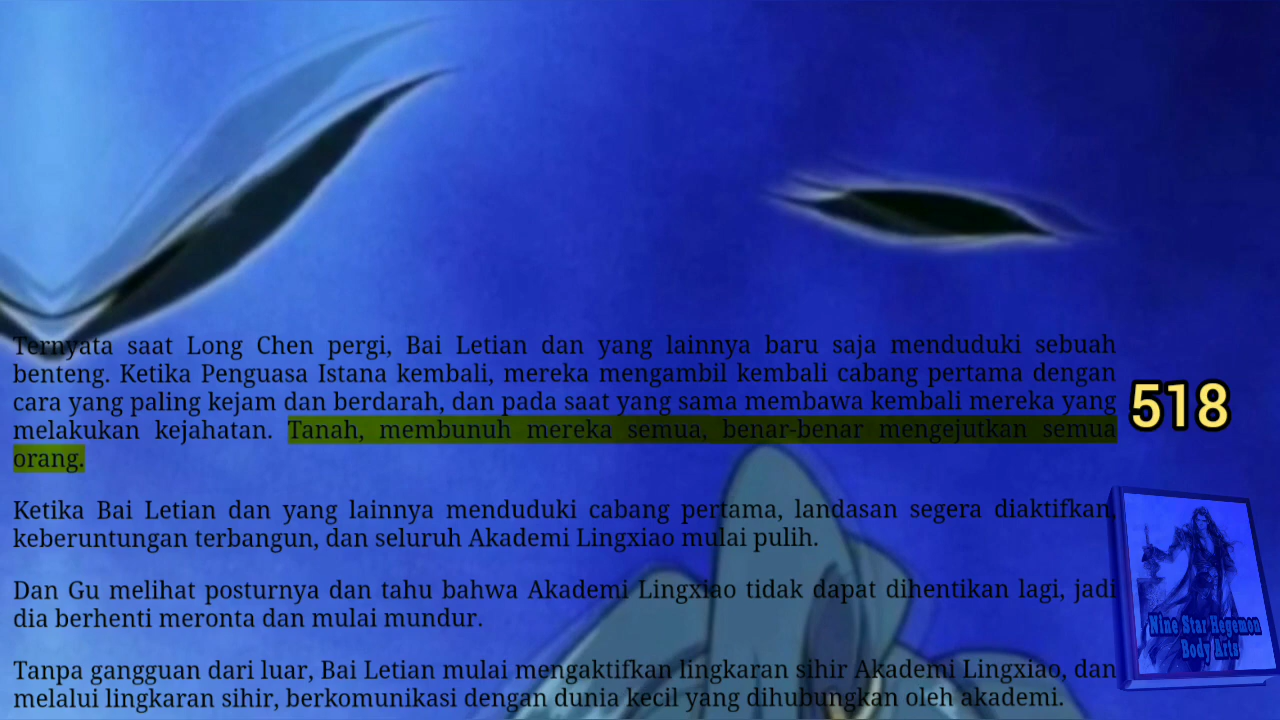 Ternyata saat Long Chen pergi, Bai Letian dan yang lainnya baru saja menduduki sebuah
benteng. Ketika Penguasa Istana kembali, mereka mengambil kembali cabang pertama dengan
cara yang paling kejam dan berdarah, dan pada saat yang sama membawa kembali mereka yang
melakukan kejahatan. Tanah, membunuh mereka semua, benar-benar mengejutkan semua
orang.
Ketika Bai Letian dan yang lainnya menduduki cabang pertama, landasan segera diaktifkan,
keberuntungan terbangun, dan seluruh Akademi Lingxiao mulai pulih.
Dan Gu melihat posturnya dan tahu bahwa Akademi Lingxiao tidak dapat dihentikan lagi, jadi
dia berhenti meronta dan mulai mundur.
Tanpa gangguan dari luar, Bai Letian mulai mengaktifkan lingkaran sihir Akademi Lingxiao, dan
melalui lingkaran sihir, berkomunikasi dengan dunia kecil yang dihubungkan oleh akademi.
518
Nine Star Hegemon
Body Arts